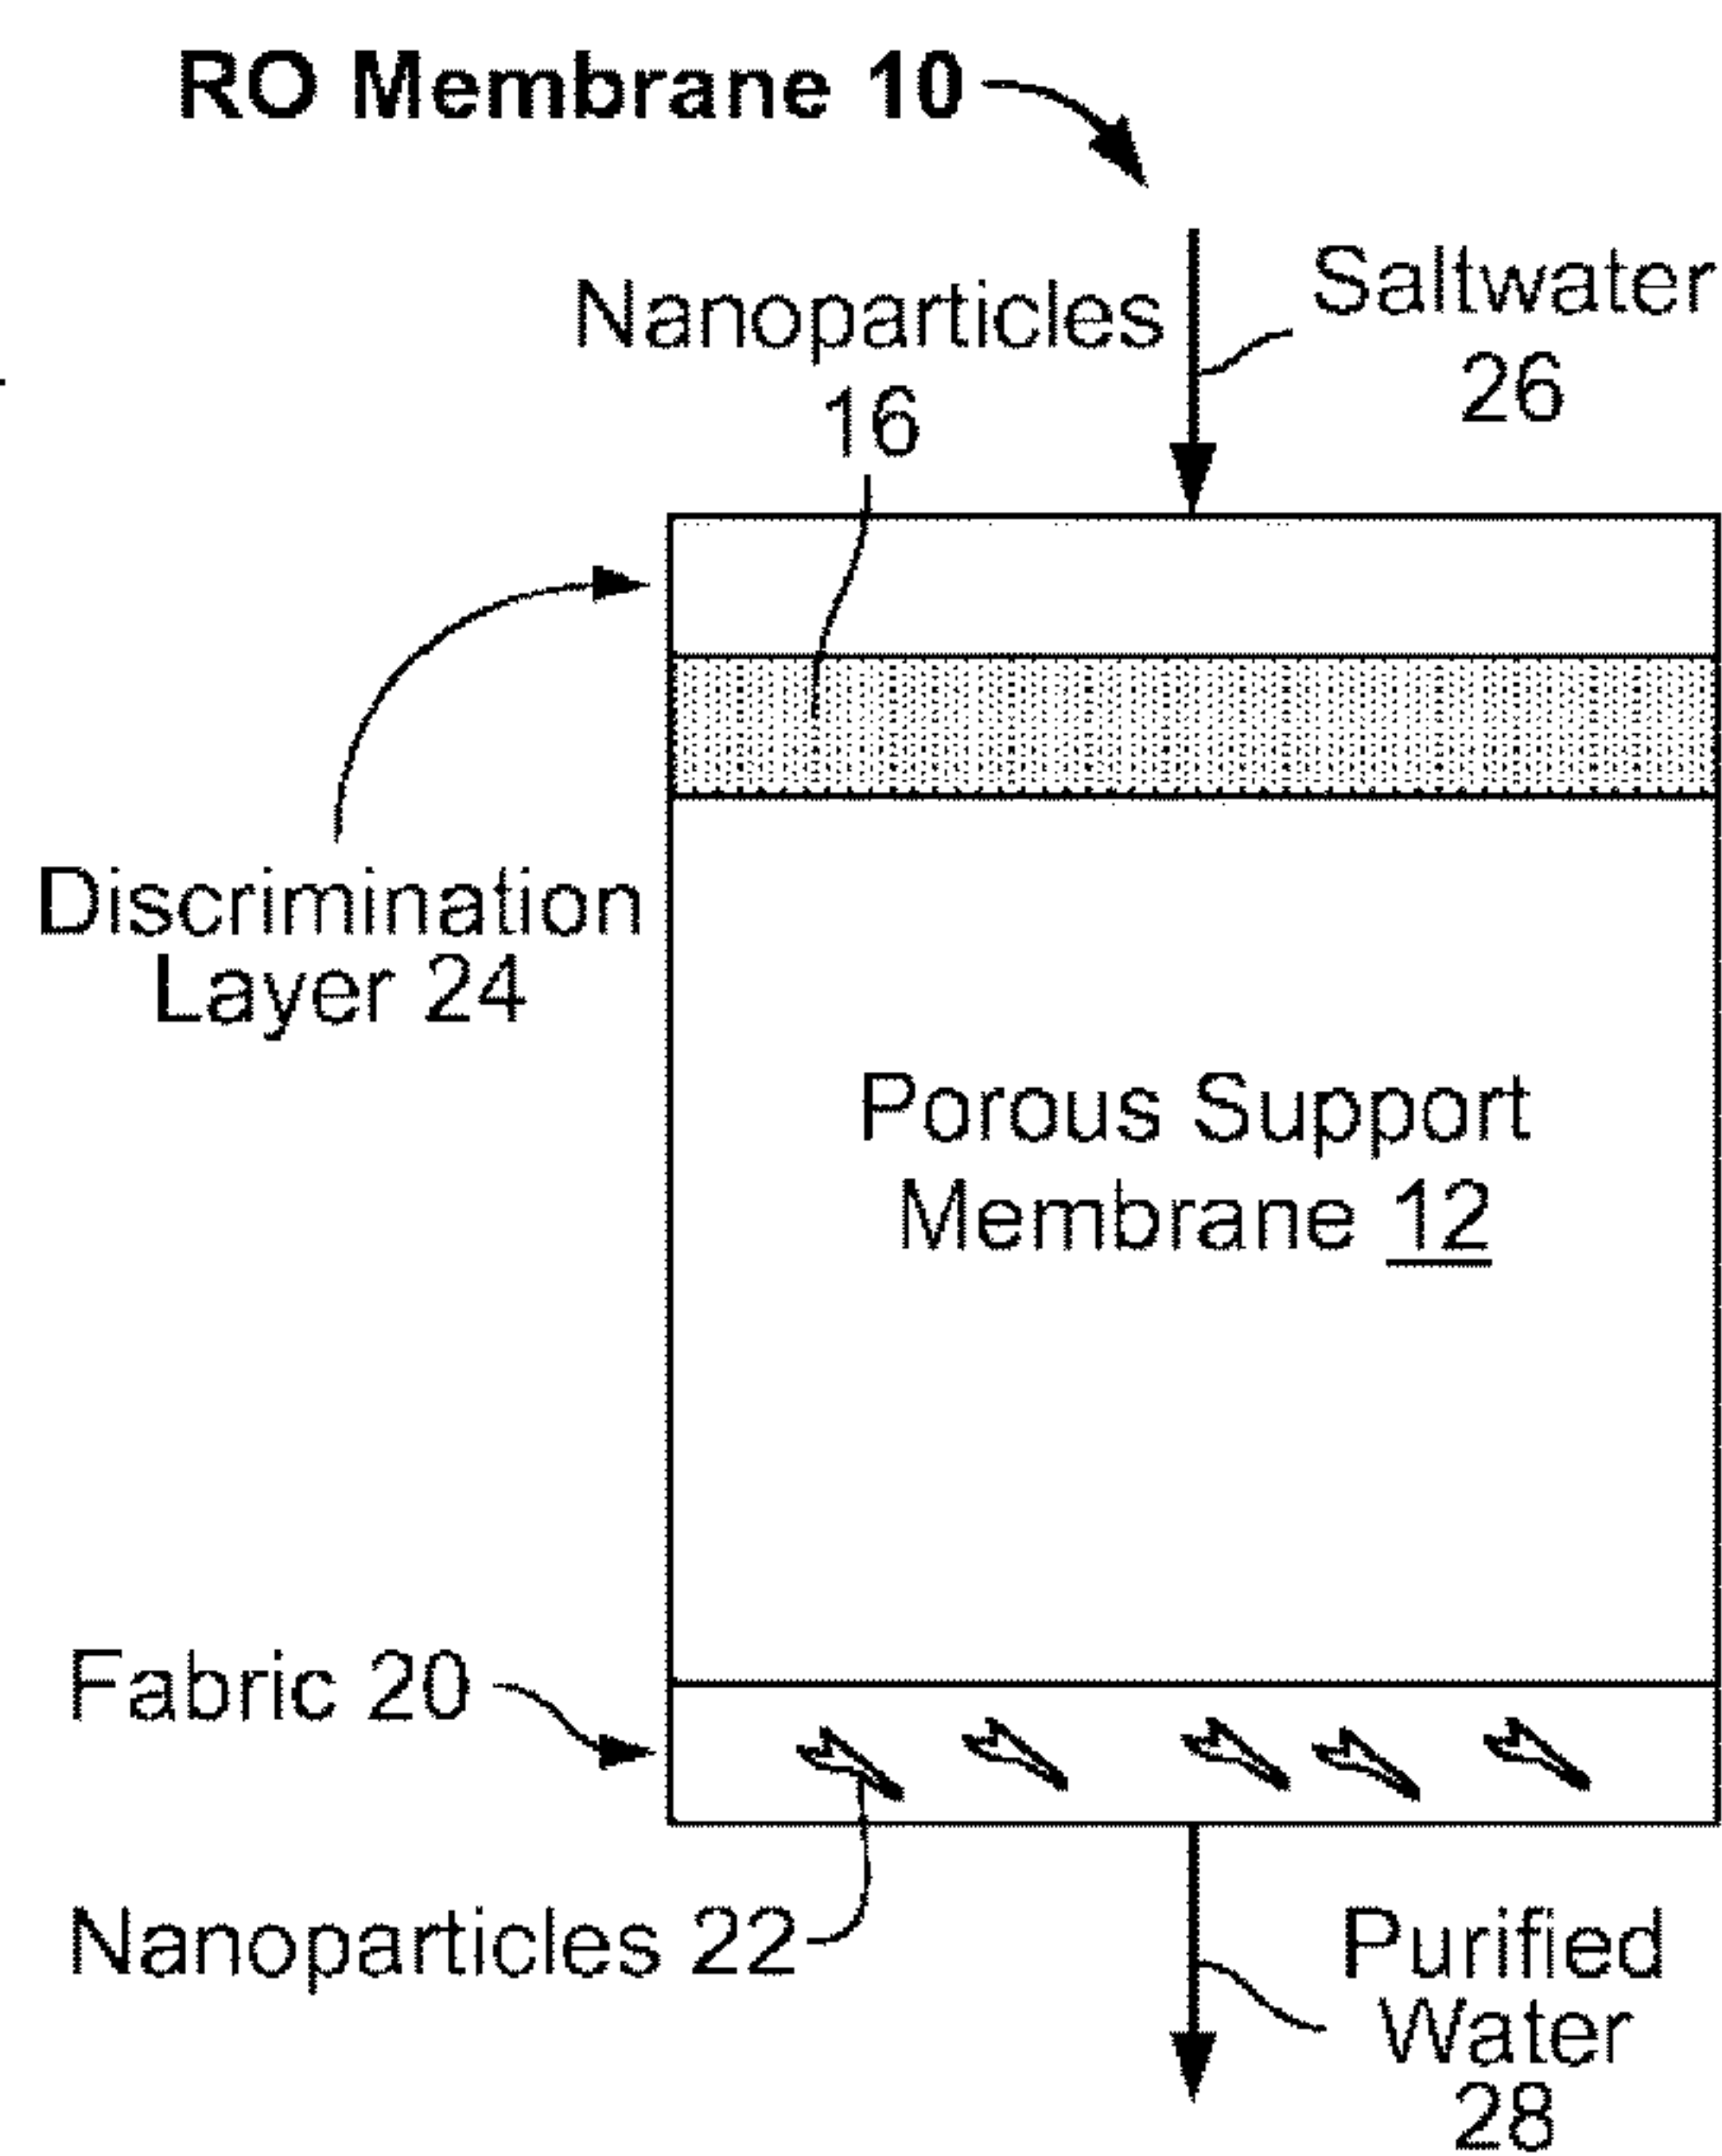 RO Membrane 10
Saltwater
26
Nanoparticles
16
Discrimination
Layer 24
Porous Support
Membrane 12
Fabric 20
Nanoparticles 22
Purified
Water
28